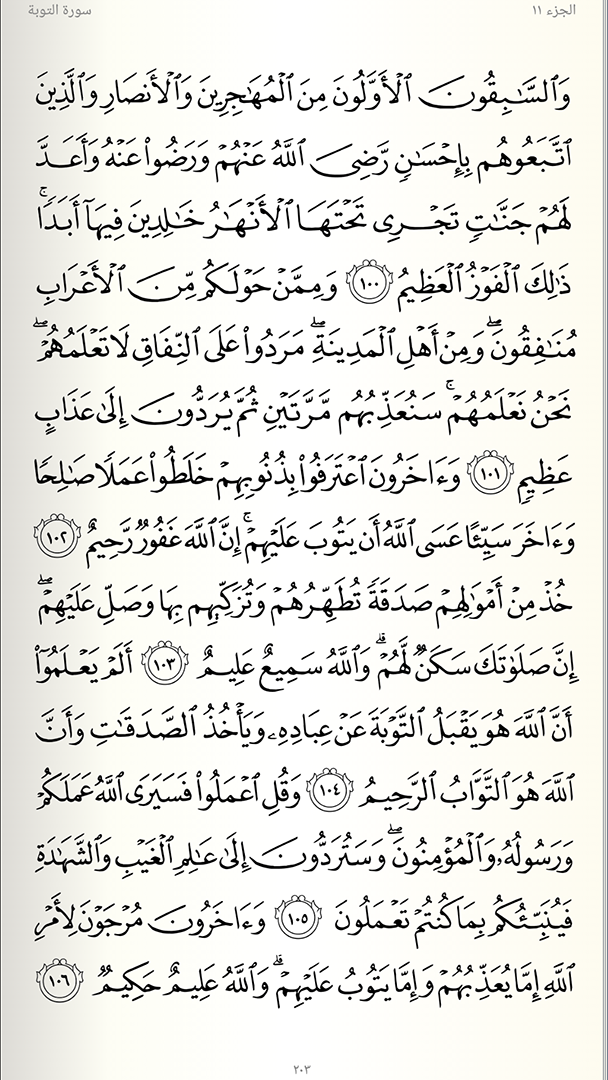 الجزء ١١ سورة التوبة
وَٱلسَّٰبِقُونَ ٱلْأَوَّلُونَ مِنَ ٱلْمُهَٰجِرِينَ وَٱلْأَنصَارِ وَٱلَّذِينَ
ٱتَّبَعُوهُم بِإِحْسَٰنٍ رَّضِىَ ٱللَّهُ عَنْهُمْ وَرَضُوا۟ عَنْهُ وَأَعَدَّ
لَهُمْ جَنَّٰتٍ تَجْرِى تَحْتَهَا ٱلْأَنْهَٰرُ خَٰلِدِينَ فِيهَآ أَبَدًا ۚ
ذَٰلِكَ ٱلْفَوْزُ ٱلْعَظِيمُ ١٠٠ وَمِمَّنْ حَوْلَكُم مِّنَ ٱلْأَعْرَابِ
مُنَٰفِقُونَ ۖ وَمِنْ أَهْلِ ٱلْمَدِينَةِ ۖ مَرَدُوا۟ عَلَى ٱلنِّفَاقِ لَا تَعْلَمُهُمْ ۖ
نَحْنُ نَعْلَمُهُمْ ۚ سَنُعَذِّبُهُم مَّرَّتَيْنِ ثُمَّ يُرَدُّونَ إِلَىٰ عَذَابٍ
عَظِيمٍ ١٠١ وَءَاخَرُونَ ٱعْتَرَفُوا۟ بِذُنُوبِهِمْ خَلَطُوا۟ عَمَلًا صَٰلِحًا
وَءَاخَرَ سَيِّئًا عَسَى ٱللَّهُ أَن يَتُوبَ عَلَيْهِمْ ۚ إِنَّ ٱللَّهَ غَفُورٌ رَّحِيمٌ ١٠٢
خُذْ مِنْ أَمْوَٰلِهِمْ صَدَقَةً تُطَهِّرُهُمْ وَتُزَكِّيهِم بِهَا وَصَلِّ عَلَيْهِمْ ۖ
إِنَّ صَلَوٰتَكَ سَكَنٌ لَّهُمْ ۗ وَٱللَّهُ سَمِيعٌ عَلِيمٌ ١٠٣ أَلَمْ يَعْلَمُوٓا۟
أَنَّ ٱللَّهَ هُوَ يَقْبَلُ ٱلتَّوْبَةَ عَنْ عِبَادِهِۦ وَيَأْخُذُ ٱلصَّدَقَٰتِ وَأَنَّ
ٱللَّهَ هُوَ ٱلتَّوَّابُ ٱلرَّحِيمُ ١٠٤ وَقُلِ ٱعْمَلُوا۟ فَسَيَرَى ٱللَّهُ عَمَلَكُمْ
وَرَسُولُهُۥ وَٱلْمُؤْمِنُونَ ۖ وَسَتُرَدُّونَ إِلَىٰ عَٰلِمِ ٱلْغَيْبِ وَٱلشَّهَٰدَةِ
فَيُنَبِّئُكُم بِمَا كُنتُمْ تَعْمَلُونَ ١٠٥ وَءَاخَرُونَ مُرْجَوْنَ لِأَمْرِ
ٱللَّهِ إِمَّا يُعَذِّبُهُمْ وَإِمَّا يَتُوبُ عَلَيْهِمْ ۗ وَٱللَّهُ عَلِيمٌ حَكِيمٌ ١٠٦
٢٠٣